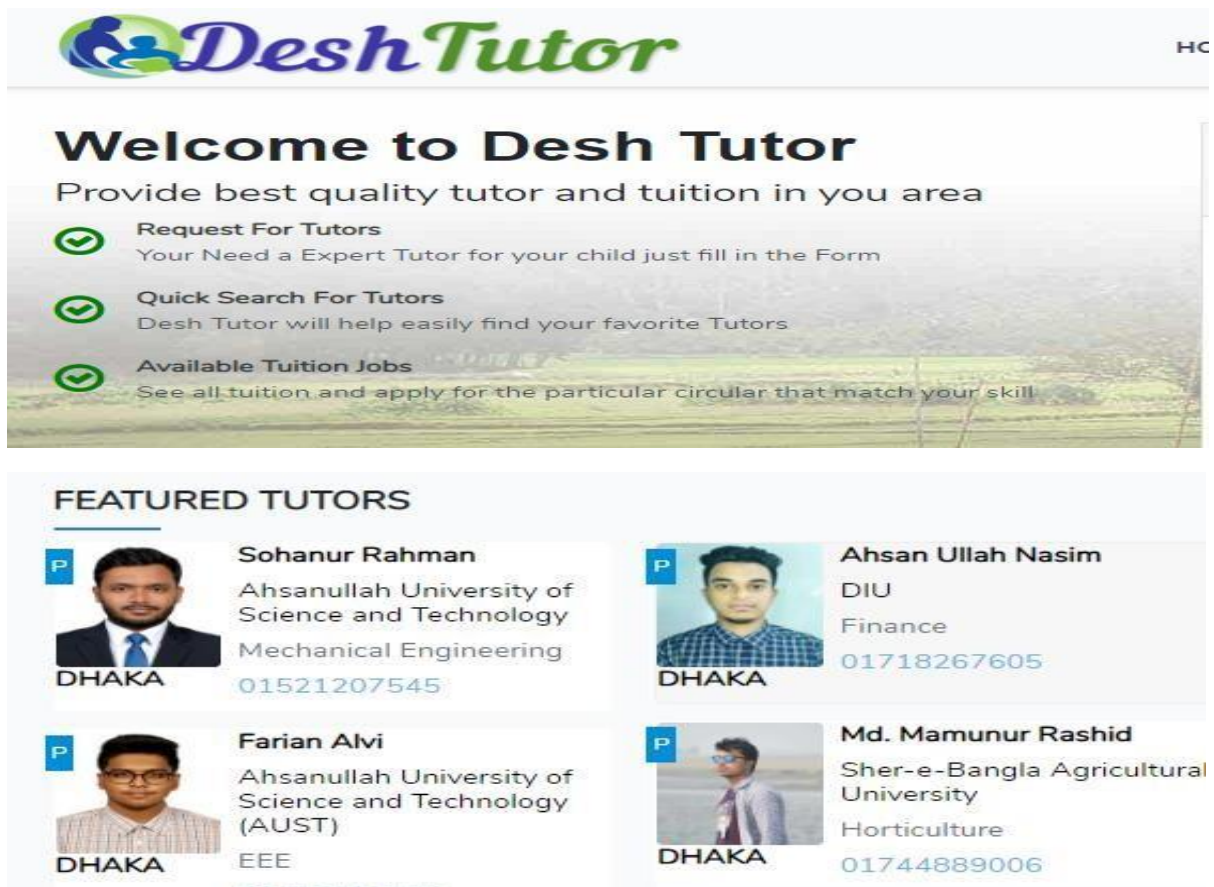 DeshTutor
HO
Welcome to Desh Tutor
Provide best quality tutor and tuition in you area
Request For Tutors
Your Need a Expert Tutor for your child just fill in the Form
Quick Search For Tutors
Desh Tutor will help easily find your favorite Tutors
Available Tuition Jobs
See all tuition and apply for the particular circular that match your skill
FEATURED TUTORS
P
Sohanur Rahman
Ahsanullah University of
Science and Technology
Mechanical Engineering
DHAKA
01521207545
P
Ahsan Ullah Nasim
DIU
Finance
01718267605
DHAKA
P
Farian Alvi
Ahsanullah University of
Science and Technology
(AUST)
DHAKA
EEE
P
Md. Mamunur Rashid
Sher-e-Bangla Agricultural
University
Horticulture
DHAKA
01744889006